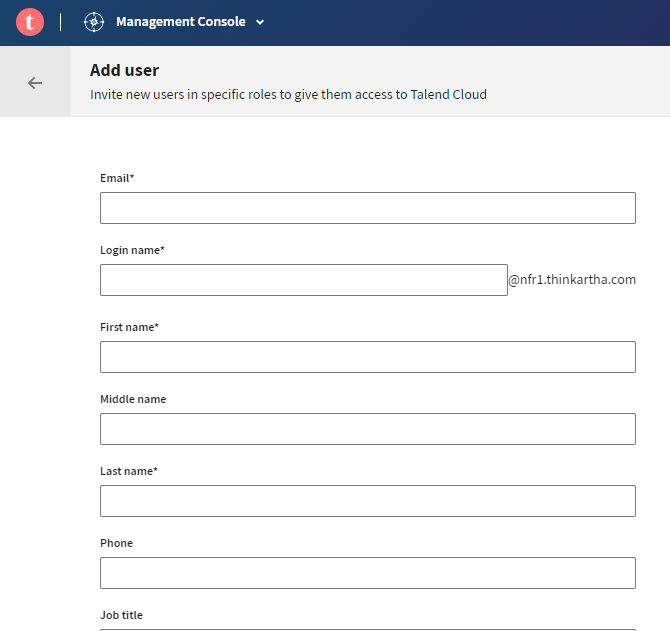 t
Management Console
Add user
Invite new users in specific roles to give them access to Talend Cloud
Email*
Login name*
@nfr1.thinkartha.com
First name*
Middle name
Last name*
Phone
Job title